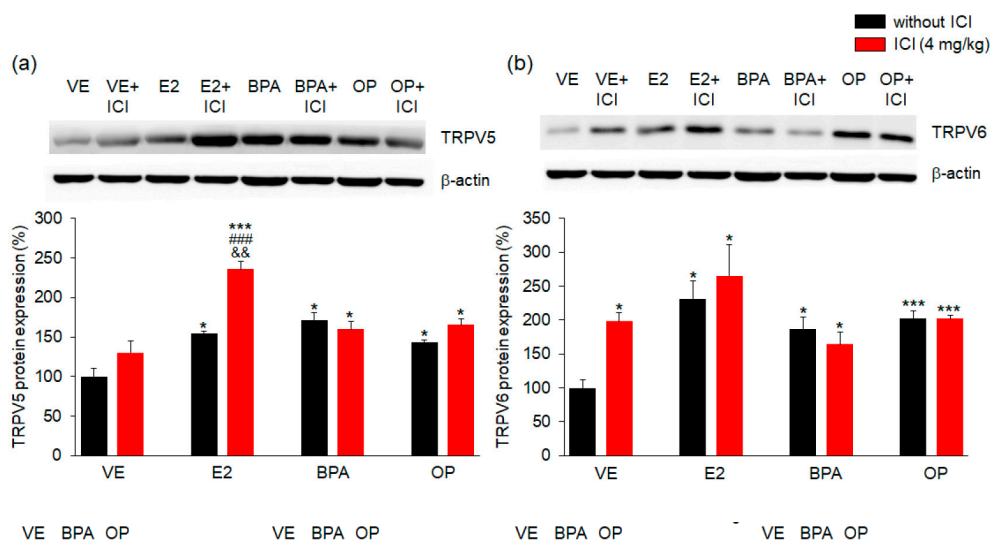 without ICI
ICI (4 mg/kg)
(a)
VE VE+ ICI E2 E2+ ICI BPA BPA+ ICI OP OP+ ICI
TRPV5
β-actin
TRPV5 protein expression (%)
300
250
200
150
100
50
0
***
###
&&
* * * * *
VE E2 BPA OP
(b)
VE VE+ ICI E2 E2+ ICI BPA BPA+ ICI OP OP+ ICI
TRPV6
β-actin
TRPV6 protein expression (%)
350
300
250
200
150
100
50
0
* * * * * *** ***
VE E2 BPA OP
VE BPA OP VE BPA OP VE BPA OP - VE BPA OP